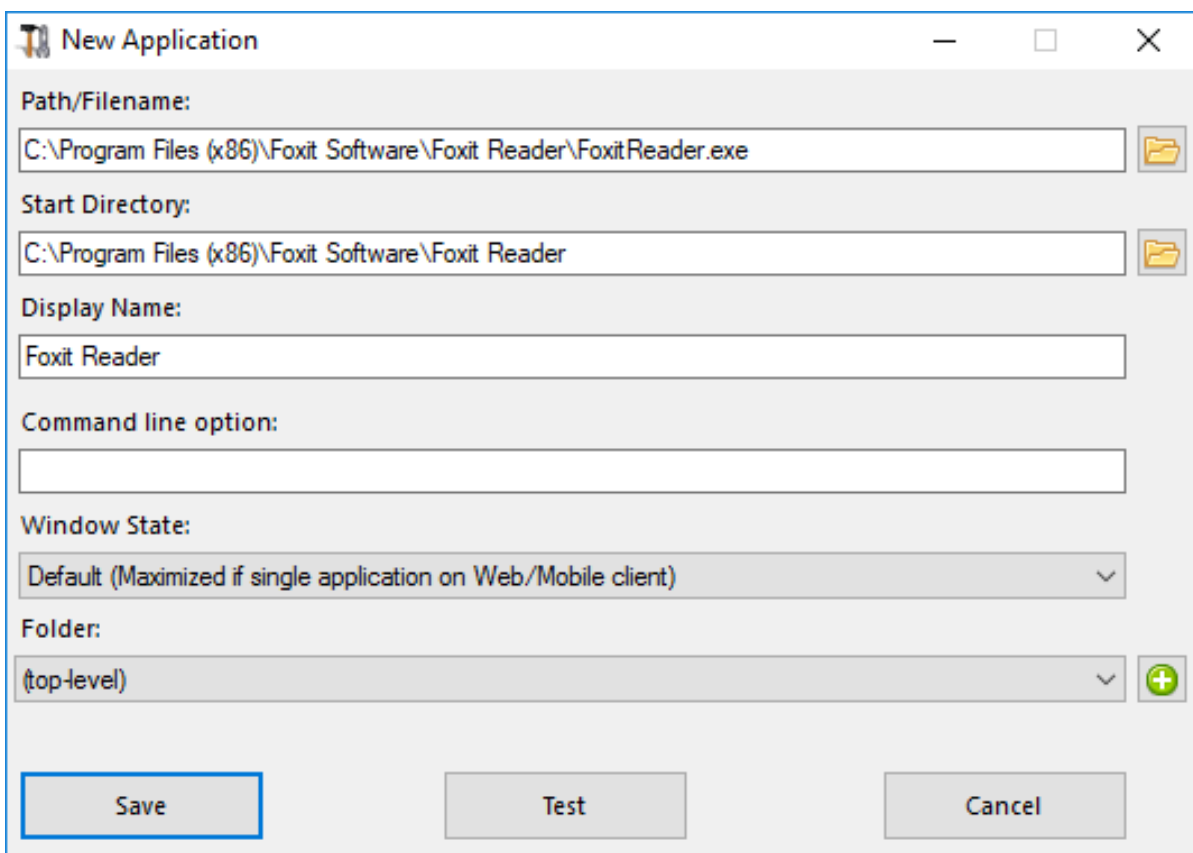 New Application
Path/Filename:
C:\Program Files (x86)\Foxit Software\Foxit Reader\FoxitReader.exe
Start Directory:
C:\Program Files (x86)\Foxit Software\Foxit Reader
Display Name:
Foxit Reader
Command line option:
Window State:
Default (Maximized if single application on Web/Mobile client)
Folder:
(top-level)
Save Test Cancel